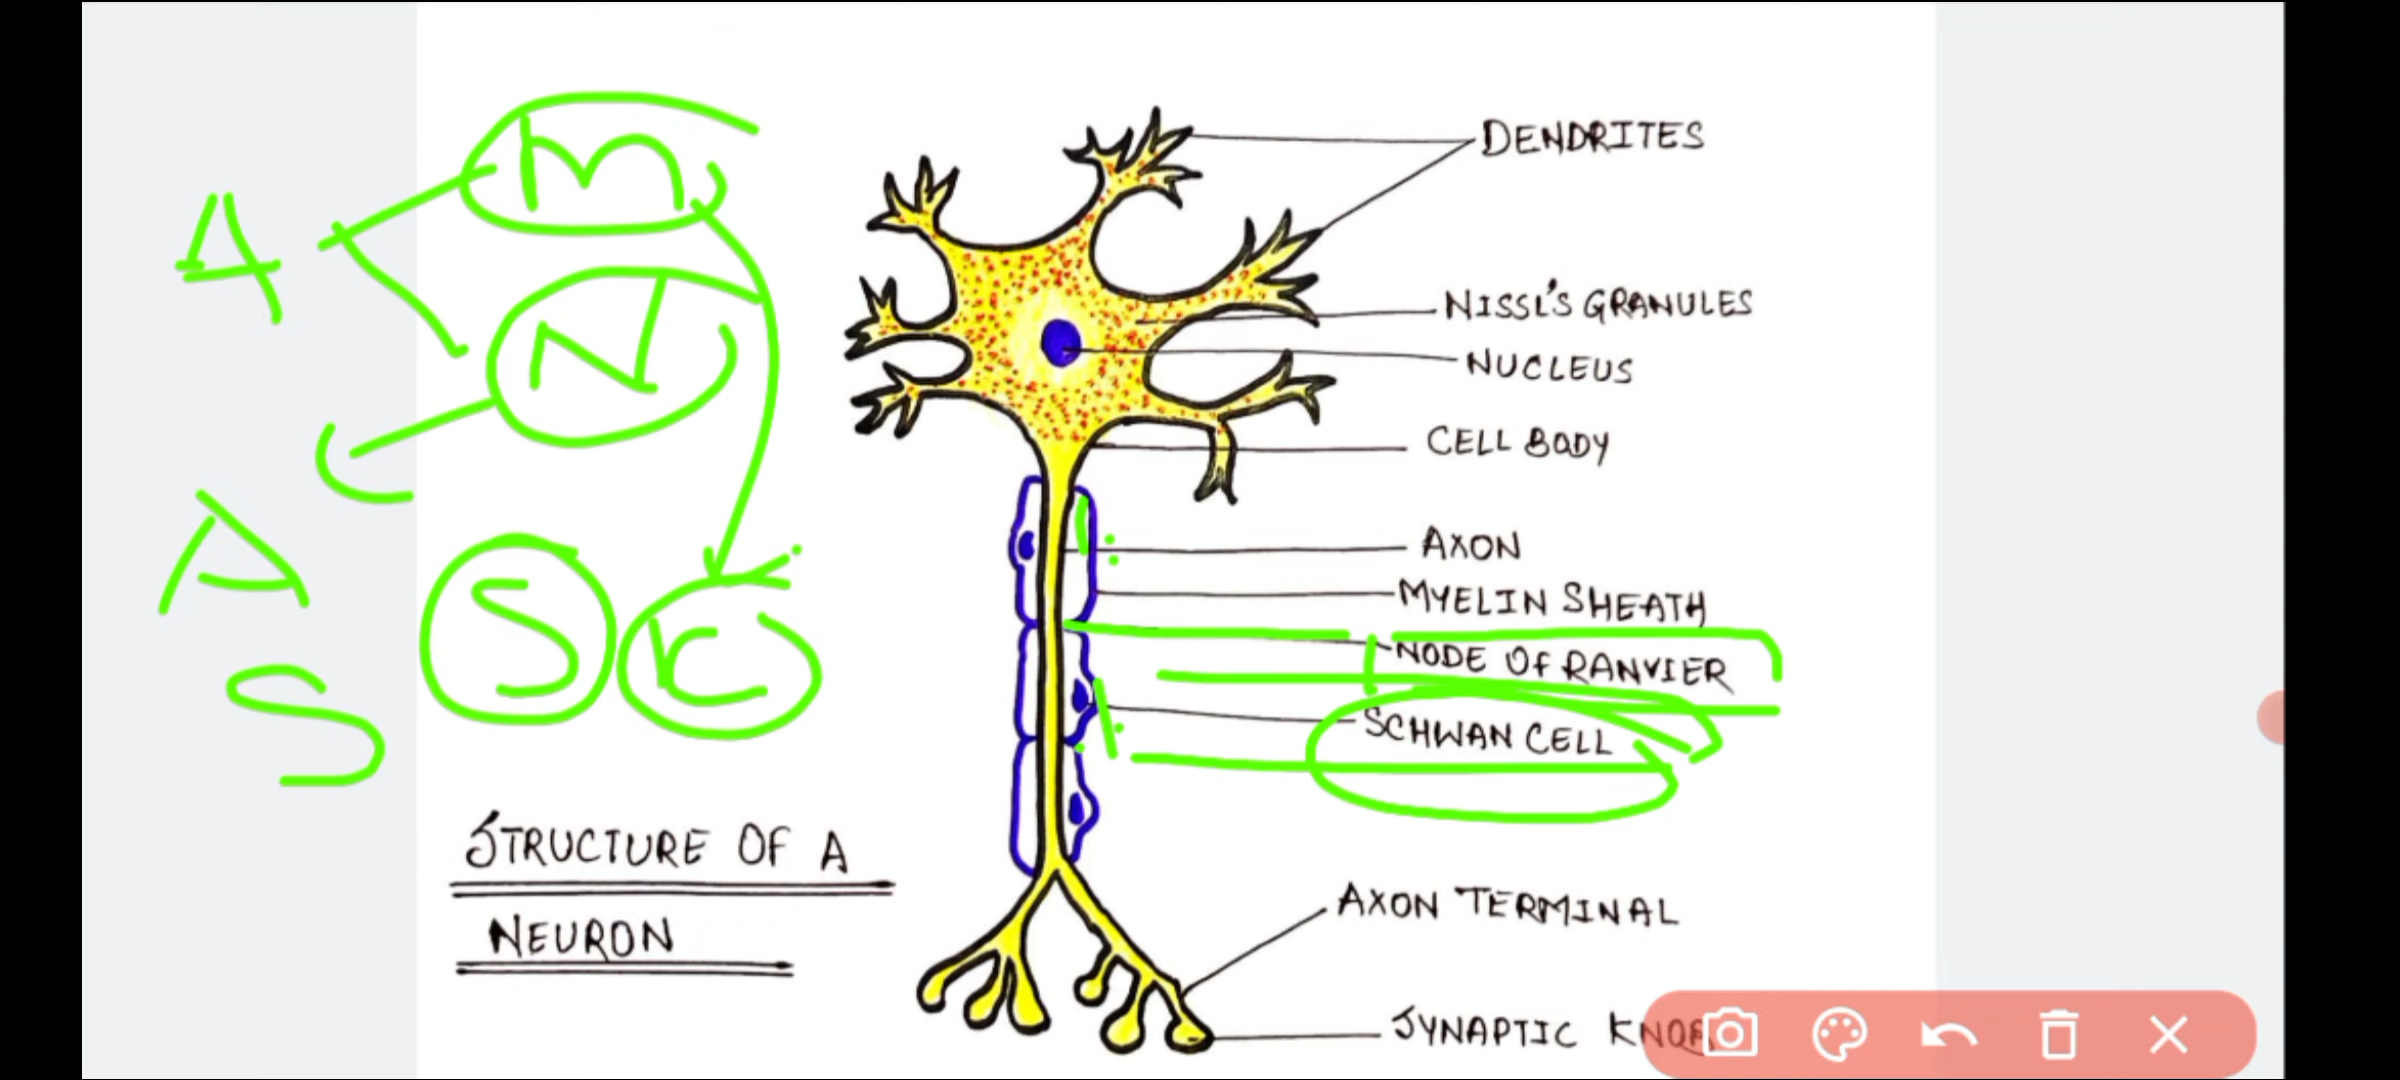 DENDRITES
NISSL'S GRANULES
NUCLEUS
CELL BODY
AXON
MYELIN SHEATH
NODE OF RANVIER
SCHWAN CELL
AXON TERMINAL
SYNAPTIC
STRUCTURE OF A
NEURON
A
m
N
A
S C
S